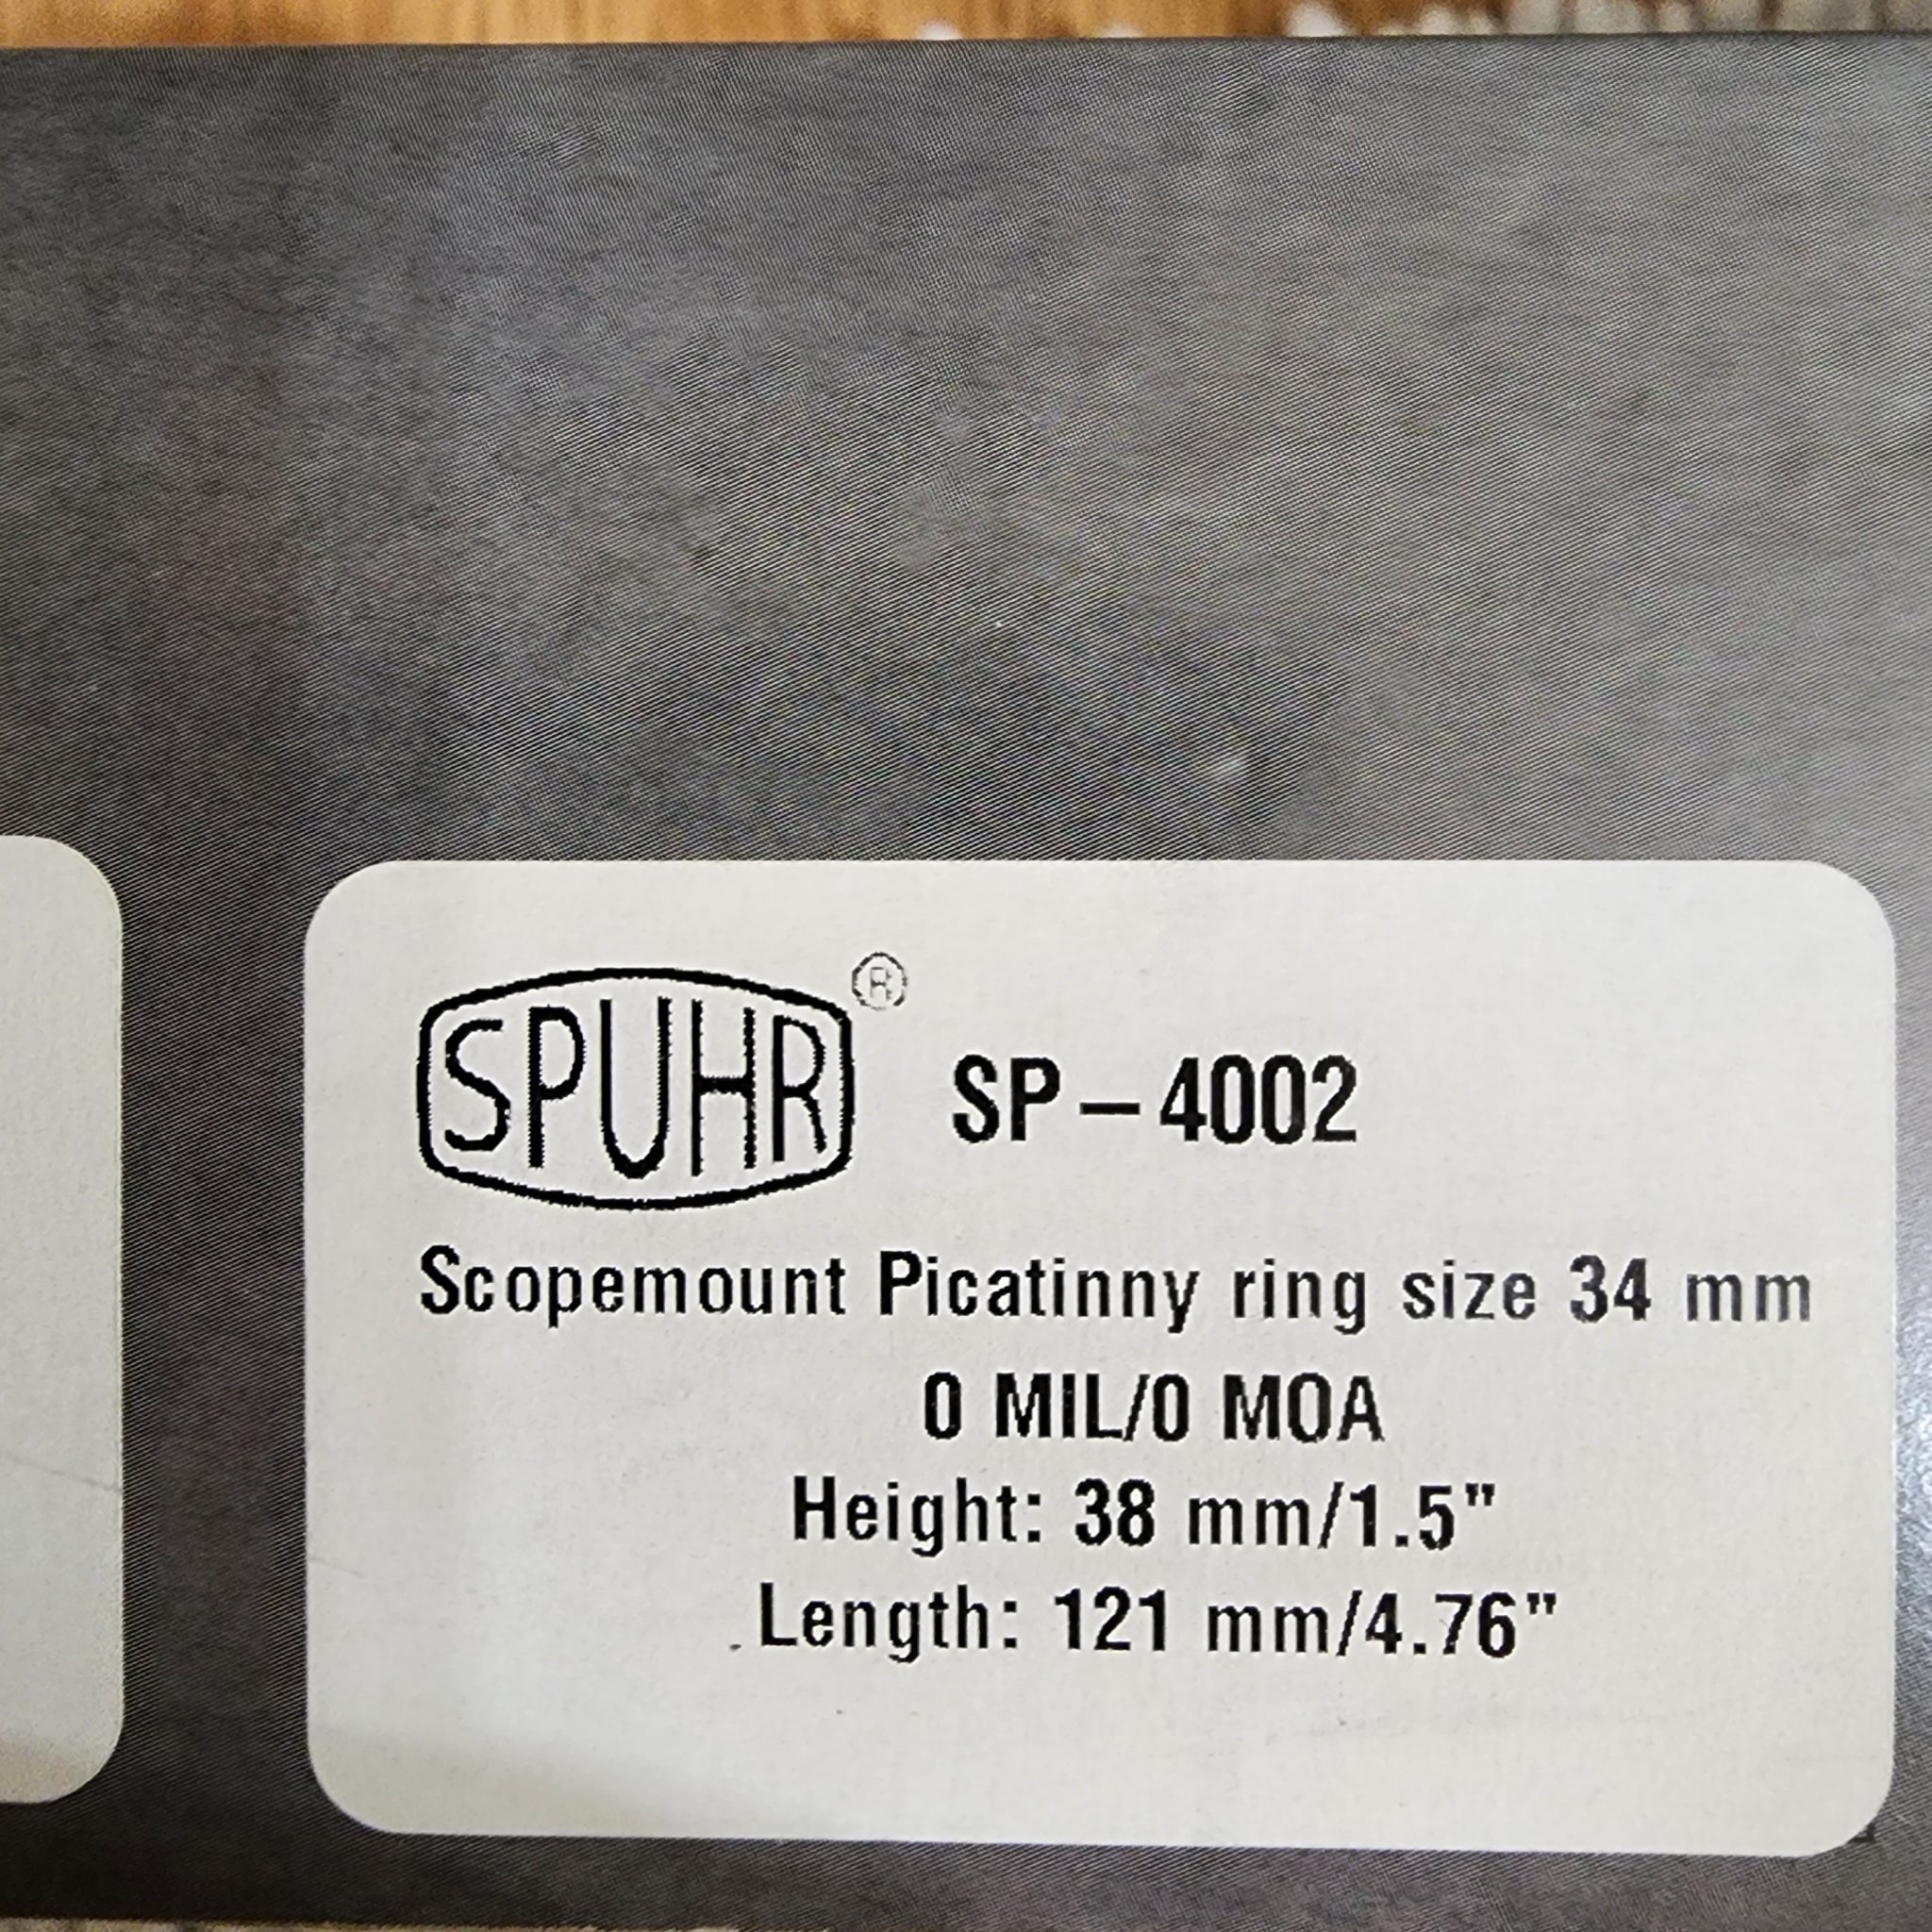 SPUHR® SP-4002
Scopemount Picatinny ring size 34 mm
0 MIL/0 MOA
Height: 38 mm/1.5"
Length: 121 mm/4.76"